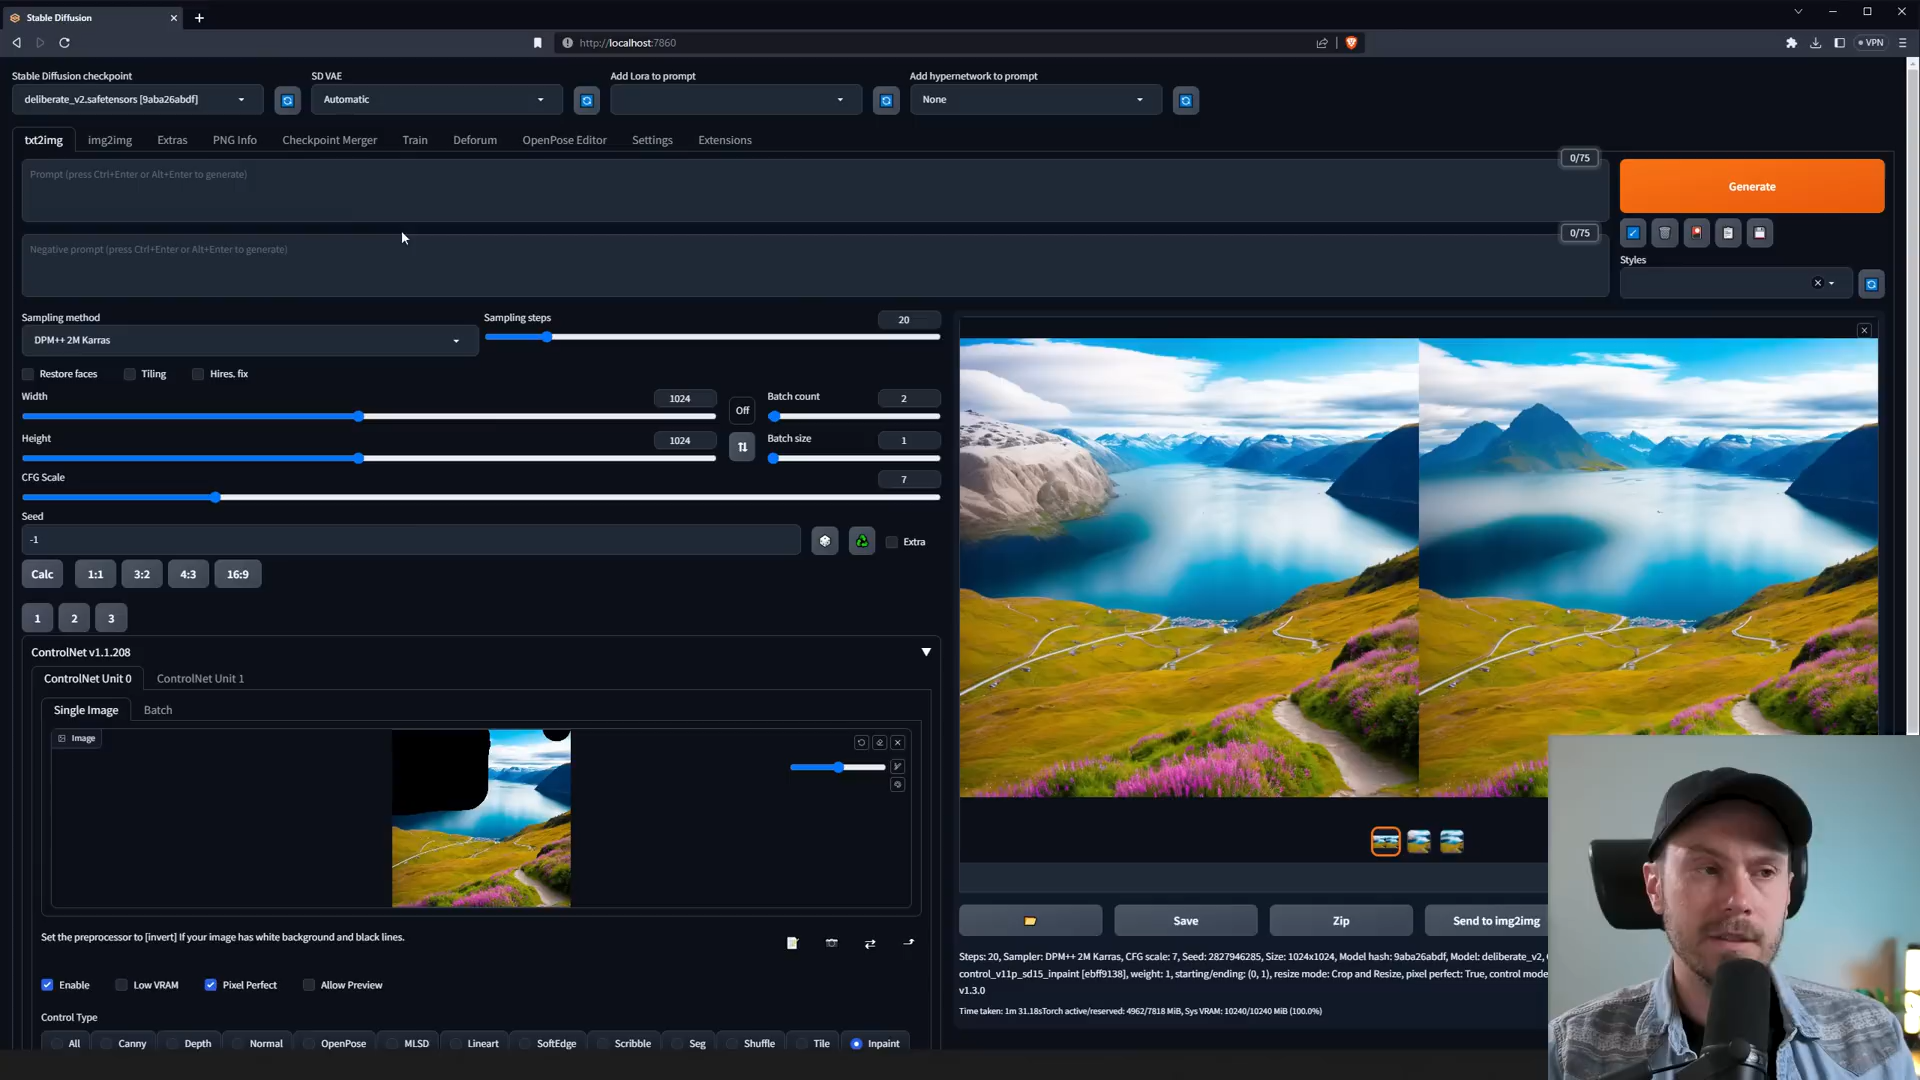 Stable Diffusion
http://localhost:7860
VPN
Stable Diffusion checkpoint
SD VAE
Add Lora to prompt
Add hypernetwork to prompt
deliberate_v2.safetensors [9aba26abdf]
Automatic
None
txt2img
img2img
Extras
PNG Info
Checkpoint Merger
Train
Deforum
OpenPose Editor
Settings
Extensions
0/75
Prompt (press Ctrl+Enter or Alt+Enter to generate)
Generate
0/75
Negative prompt (press Ctrl+Enter or Alt+Enter to generate)
Styles
Sampling method
Sampling steps
20
DPM++ 2M Karras
Restore faces
Tiling
Hires. fix
Width
1024
Off
Batch count
2
Height
1024
Batch size
1
CFG Scale
7
Seed
-1
Extra
Calc
1:1
3:2
4:3
16:9
1
2
3
ControlNet v1.1.208
ControlNet Unit 0
ControlNet Unit 1
Single Image
Batch
Image
Set the preprocessor to [invert] If your image has white background and black lines.
Enable
Low VRAM
Pixel Perfect
Allow Preview
Control Type
All
Canny
Depth
Normal
OpenPose
MLSD
Lineart
SoftEdge
Scribble
Seg
Shuffle
Tile
Inpaint
Save
Zip
Send to img2img
Steps: 20, Sampler: DPM++ 2M Karras, CFG scale: 7, Seed: 2827946285, Size: 1024x1024, Model hash: 9aba26abdf, Model: deliberate_v2,
control_v11p_sd15_inpaint [ebff9138], weight: 1, starting/ending: (0, 1), resize mode: Crop and Resize, pixel perfect: True, control mode
v1.3.0
Time taken: 1m 31.18sTorch active/reserved: 4962/7818 MiB, Sys VRAM: 10240/10240 MiB (100.0%)